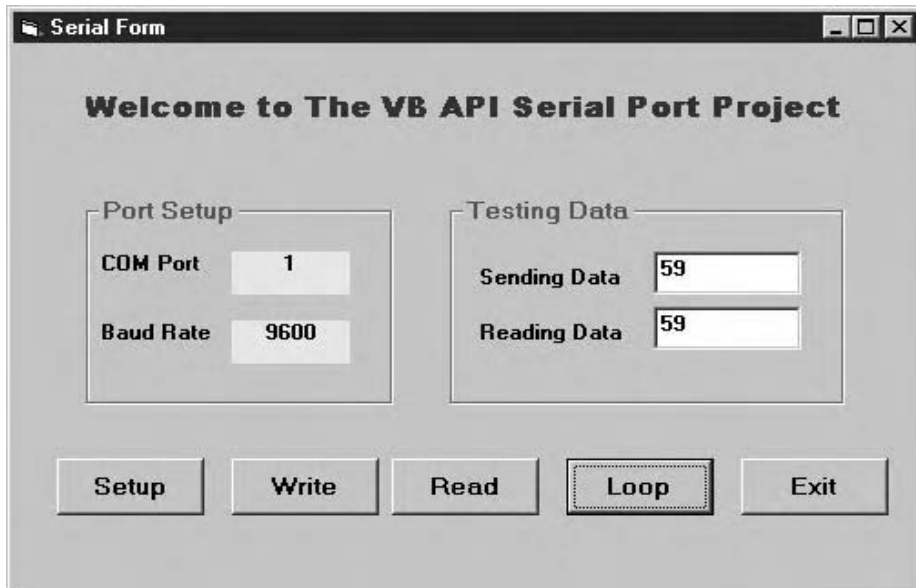 Serial Form
Welcome to The VB API Serial Port Project
Port Setup
COM Port 1
Baud Rate 9600
Testing Data
Sending Data 59
Reading Data 59
Setup Write Read Loop Exit